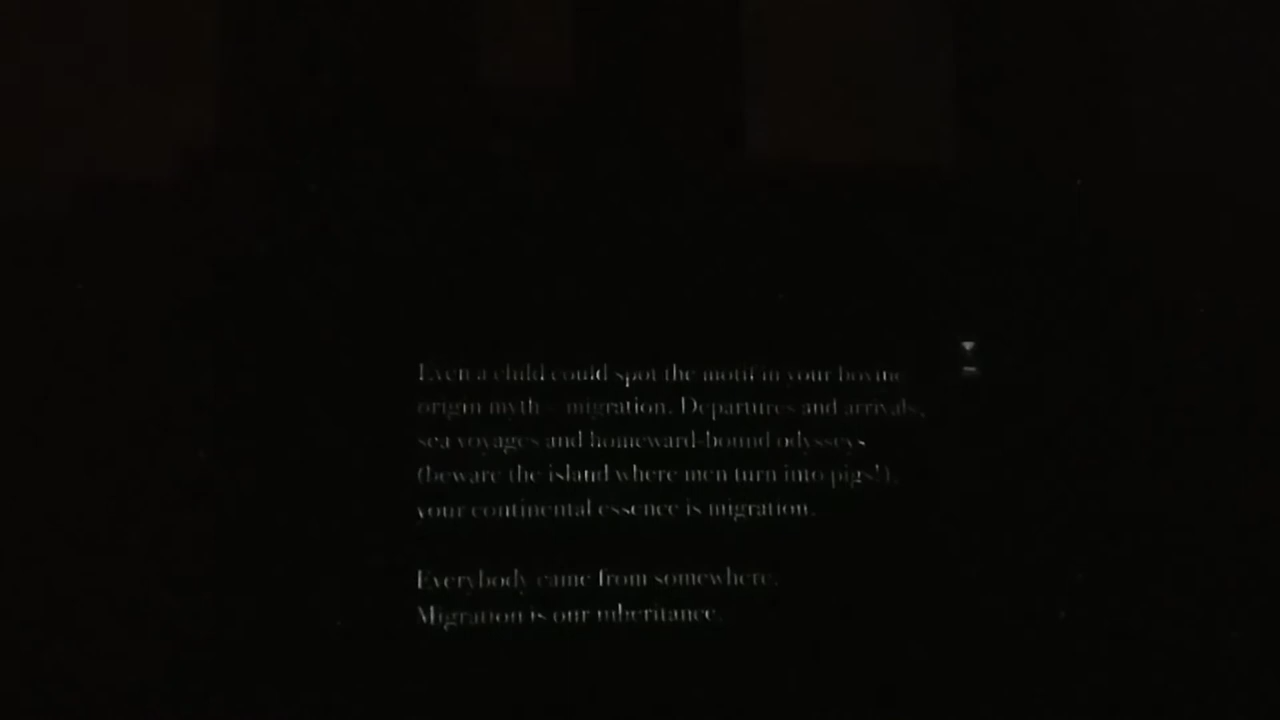 Even a child could spot the motif in your bovine
origin myth – migration. Departures and arrivals,
sea voyages and homeward-bound odysseys
(beware the island where men turn into pigs!),
your continental essence is migration.
Everybody came from somewhere.
Migration is our inheritance.